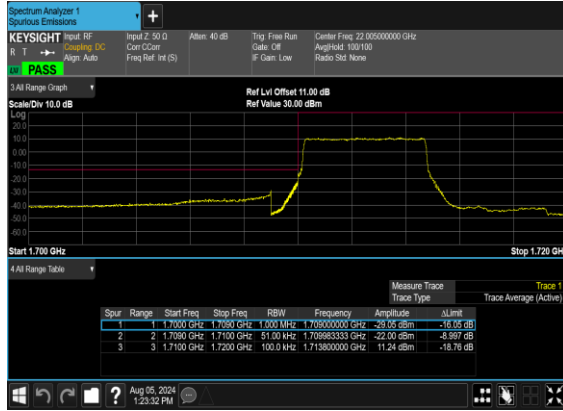 Spectrum Analyzer 1
Spurious Emissions
+
KEYSIGHT Input: RF Input Z: 50 Ω Atten: 40 dB Trig: Free Run Center Freq: 22.005000000 GHz
R T Coupling: DC Corr CCorr Gate: Off Avg|Hold: 100/100
Align: Auto Freq Ref: Int (S) IF Gain: Low Radio Std: None
PASS
3 All Range Graph
Ref Lvl Offset 11.00 dB
Scale/Div 10.0 dB Ref Value 30.00 dBm
Log
20.0
10.0
0.00
-10.0
-20.0
-30.0
-40.0
-50.0
-60.0
Start 1.700 GHz Stop 1.720 GH
4 All Range Table
Measure Trace Trace 1
Trace Type Trace Average (Active)
Spur Range Start Freq Stop Freq RBW Frequency Amplitude ΔLimit
1 1 1.7000 GHz 1.7090 GHz 1.000 MHz 1.709000000 GHz -29.05 dBm -16.05 dB
2 2 1.7090 GHz 1.7100 GHz 51.00 kHz 1.709983333 GHz -22.00 dBm -8.997 dB
3 3 1.7100 GHz 1.7200 GHz 100.0 kHz 1.713800000 GHz 11.24 dBm -18.76 dB
? Aug 05, 2024
1:23:32 PM